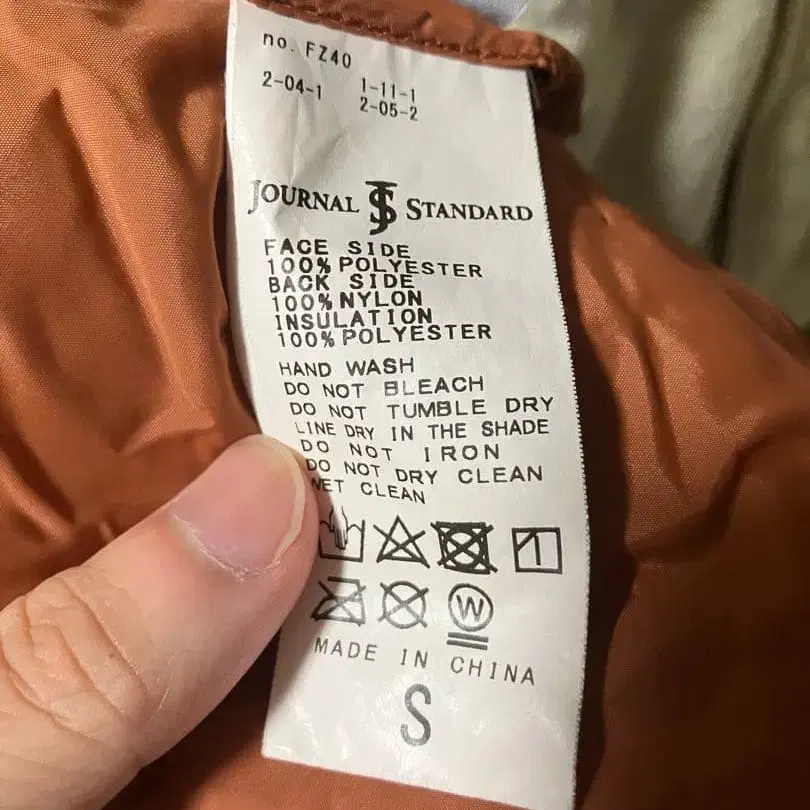 no. FZ40
2-04-1 1-11-1
2-05-2
JOURNAL JS STANDARD
FACE SIDE
100% POLYESTER
BACK SIDE
100% NYLON
INSULATION
100% POLYESTER
HAND WASH
DO NOT BLEACH
DO NOT TUMBLE DRY
LINE DRY IN THE SHADE
DO NOT IRON
DO NOT DRY CLEAN
WET CLEAN
W
MADE IN CHINA
S